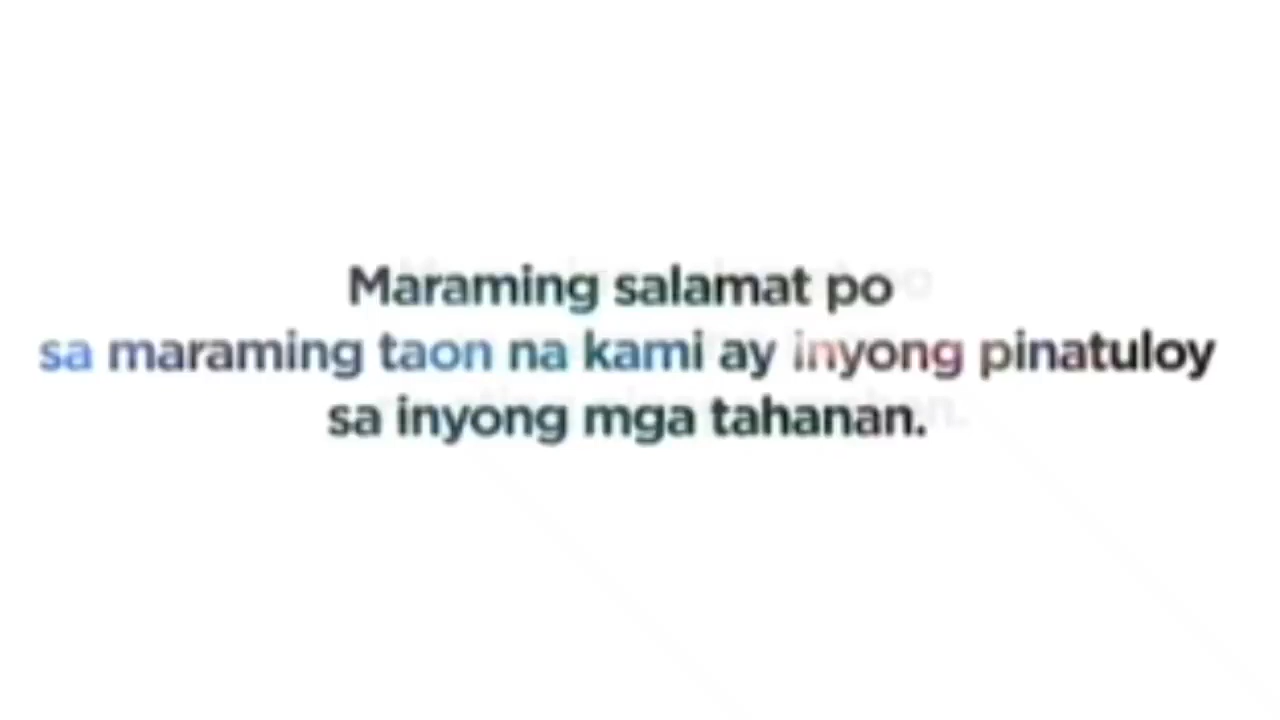 Maraming salamat po
sa maraming taon na kami ay inyong pinatuloy
sa inyong mga tahanan.